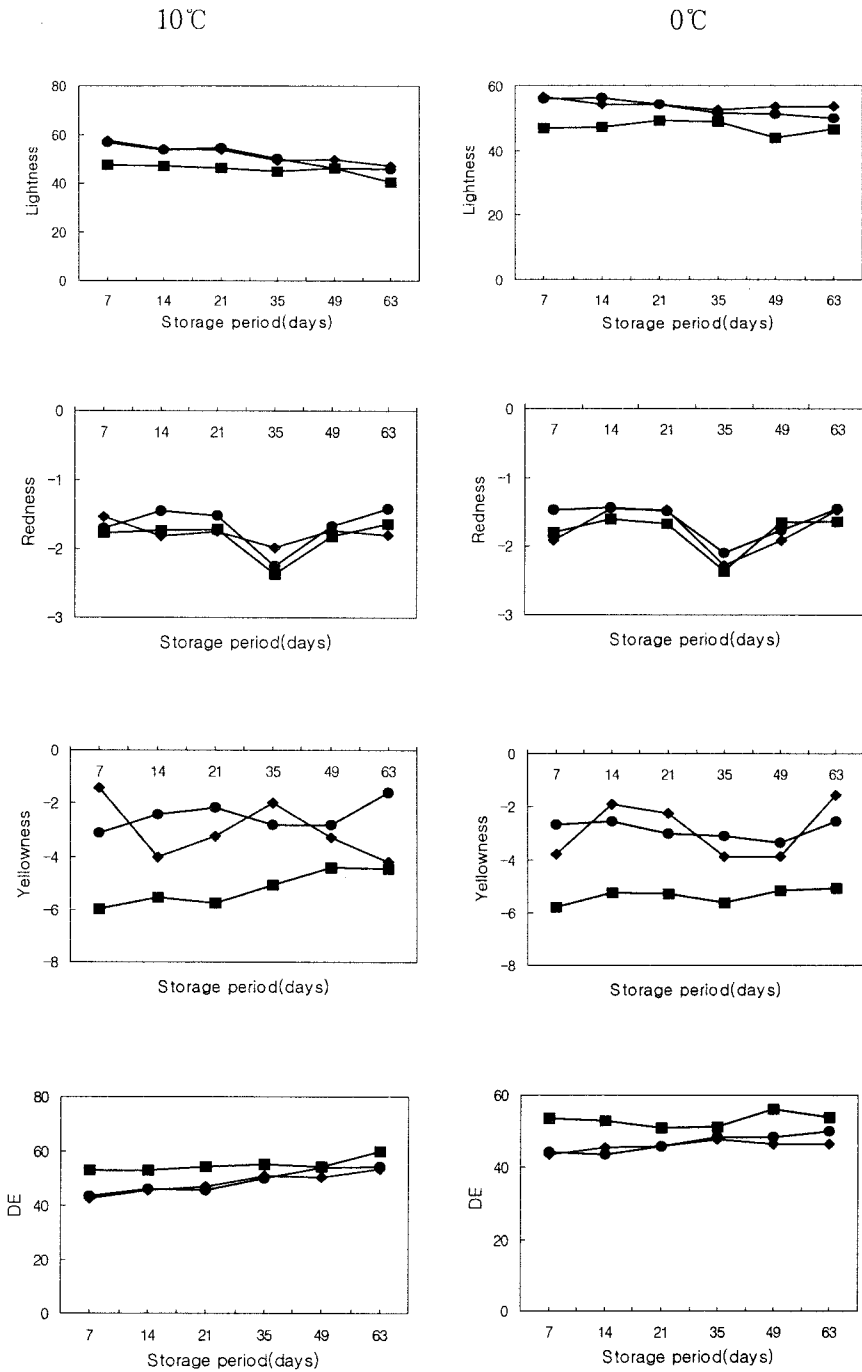 10℃
0℃
80
60
40
20
0
Lightness
7 14 21 35 49 63
Storage period(days)
60
40
20
0
Lightness
7 14 21 35 49 63
Storage period(days)
0
-1
-2
-3
Redness
7 14 21 35 49 63
Storage period(days)
0
-1
-2
-3
Redness
7 14 21 35 49 63
Storage period(days)
0
-2
-4
-6
-8
Yellowness
7 14 21 35 49 63
Storage period(days)
0
-2
-4
-6
-8
Yellowness
7 14 21 35 49 63
Storage period(days)
80
60
40
20
0
DE
7 14 21 35 49 63
Storage period(days)
60
40
20
0
DE
7 14 21 35 49 63
Storage period(days)